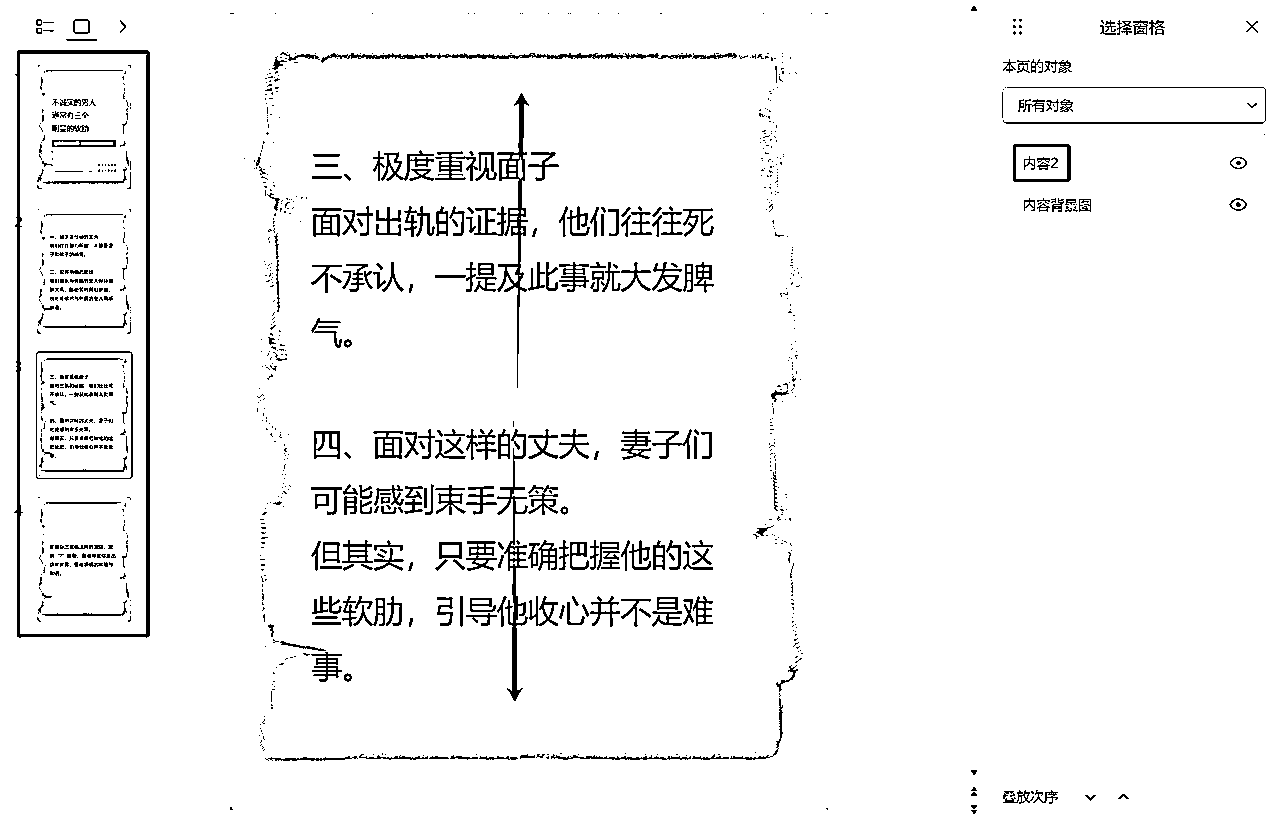 选择窗格
本页的对象
所有对象
内容2
内容背景图
叠放次序
不诚实的男人
通常有三个
明显的软肋
2
3
4
三、极度重视面子
面对出轨的证据，他们往往死
不承认，一提及此事就大发脾
气。
四、面对这样的丈夫，妻子们
可能感到束手无策。
但其实，只要准确把握他的这
些软肋，引导他收心并不是难
事。